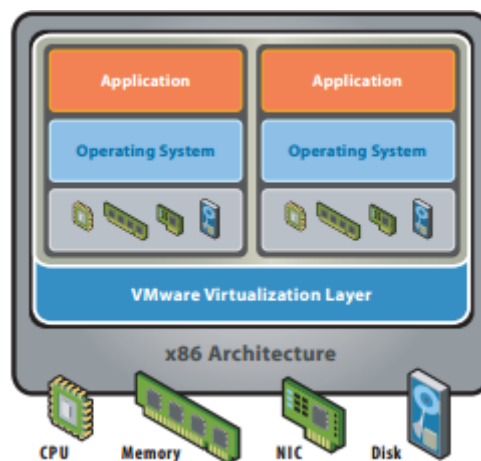 Application Application
Operating System Operating System
VMware Virtualization Layer
x86 Architecture
CPU Memory NIC Disk